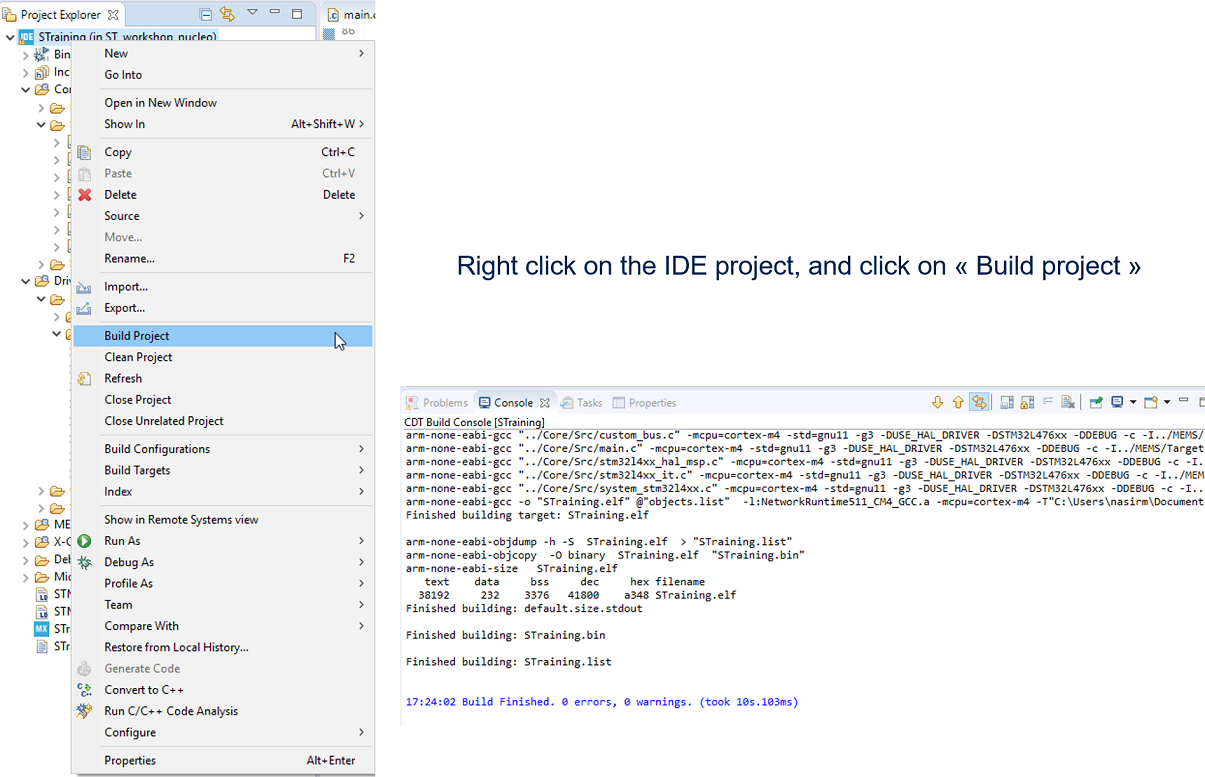 Project Explorer
main.c
86
STraining (in ST_workshop_nucleo)
Bin
Inc
Cor
Driv
ME
X-C
Deb
Mid
STM
STM
MX STra
STra
New
Go Into
Open in New Window
Show In Alt+Shift+W
Copy Ctrl+C
Paste Ctrl+V
Delete Delete
Source
Move...
Rename... F2
Import...
Export...
Build Project
Clean Project
Refresh
Close Project
Close Unrelated Project
Build Configurations
Build Targets
Index
Show in Remote Systems view
Run As
Debug As
Profile As
Team
Compare With
Restore from Local History...
Generate Code
Convert to C++
Run C/C++ Code Analysis
Configure
Properties Alt+Enter
Right click on the IDE project, and click on « Build project »
Problems Console Tasks Properties
CDT Build Console [STraining]
arm-none-eabi-gcc "../Core/Src/custom_bus.c" -mcpu=cortex-m4 -std=gnu11 -g3 -DUSE_HAL_DRIVER -DSTM32L476xx -DDEBUG -c -I../MEMS/
arm-none-eabi-gcc "../Core/Src/main.c" -mcpu=cortex-m4 -std=gnu11 -g3 -DUSE_HAL_DRIVER -DSTM32L476xx -DDEBUG -c -I../MEMS/Target
arm-none-eabi-gcc "../Core/Src/stm32l4xx_hal_msp.c" -mcpu=cortex-m4 -std=gnu11 -g3 -DUSE_HAL_DRIVER -DSTM32L476xx -DDEBUG -c -I.
arm-none-eabi-gcc "../Core/Src/stm32l4xx_it.c" -mcpu=cortex-m4 -std=gnu11 -g3 -DUSE_HAL_DRIVER -DSTM32L476xx -DDEBUG -c -I../MEM
arm-none-eabi-gcc "../Core/Src/system_stm32l4xx.c" -mcpu=cortex-m4 -std=gnu11 -g3 -DUSE_HAL_DRIVER -DSTM32L476xx -DDEBUG -c -I..
arm-none-eabi-gcc -o "STraining.elf" @"objects.list" -l:NetworkRuntime511_CM4_GCC.a -mcpu=cortex-m4 -T"C:\Users\nasirm\Document
Finished building target: STraining.elf
arm-none-eabi-objdump -h -S STraining.elf > "STraining.list"
arm-none-eabi-objcopy -O binary STraining.elf "STraining.bin"
arm-none-eabi-size STraining.elf
text data bss dec hex filename
38192 232 3376 41800 a348 STraining.elf
Finished building: default.size.stdout
Finished building: STraining.bin
Finished building: STraining.list
17:24:02 Build Finished. 0 errors, 0 warnings. (took 10s.103ms)